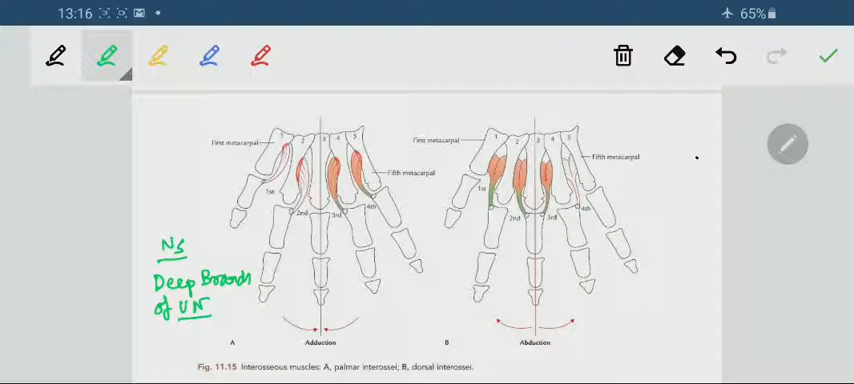 13:16
65%
First metacarpal
1
2
3
4
5
Fifth metacarpal
1st
2nd
3rd
4th
First metacarpal
1
2
3
4
5
Fifth metacarpal
1st
2nd
3rd
4th
NS
Deep Branch
of UN
A
Adduction
B
Abduction
Fig. 11.15 Interosseous muscles: A, palmar interossei; B, dorsal interossei.